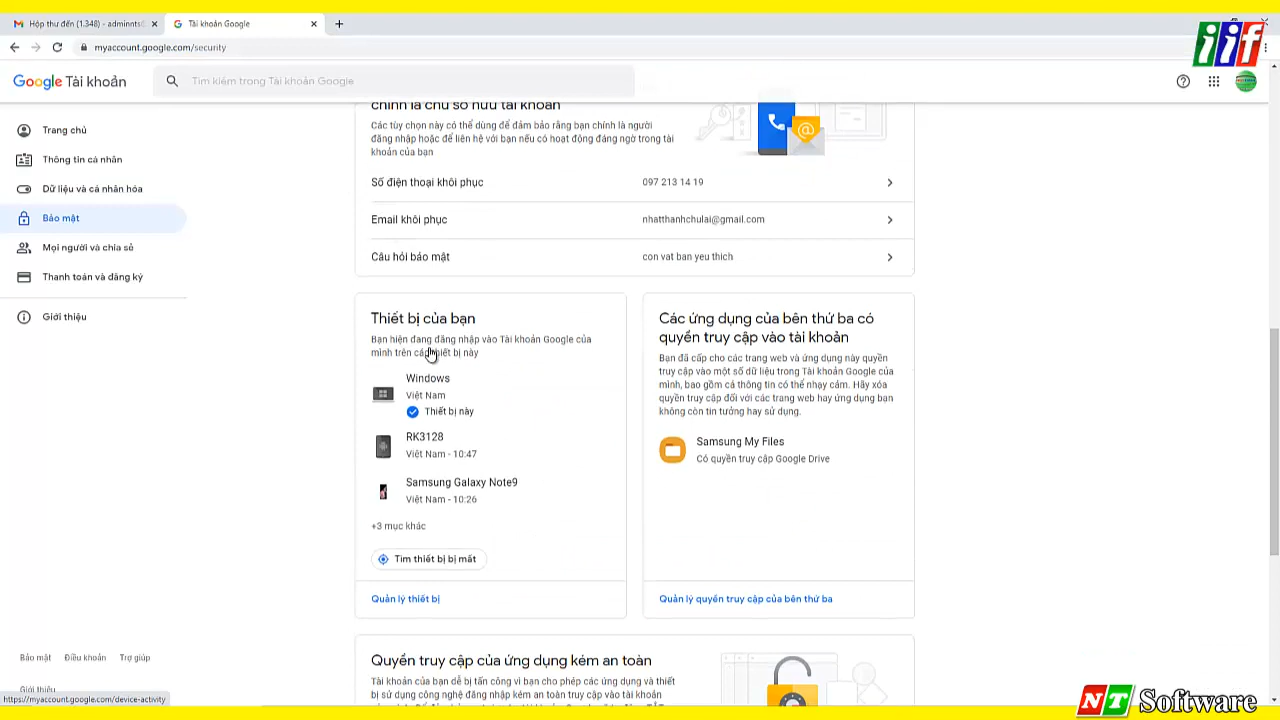 Hộp thư đến (1.348) - adminnts
Tài khoản Google
myaccount.google.com/security
iif
Google Tài khoản
Tìm kiếm trong Tài khoản Google
Trang chủ
Thông tin cá nhân
Dữ liệu và cá nhân hóa
Bảo mật
Mọi người và chia sẻ
Thanh toán và đăng ký
Giới thiệu
chính là chủ sở hữu tài khoản
Các tùy chọn này có thể dùng để đảm bảo rằng bạn chính là người
đăng nhập hoặc để liên hệ với bạn nếu có hoạt động đáng ngờ trong tài
khoản của bạn
Số điện thoại khôi phục 097 213 14 19
Email khôi phục nhatthanhchulai@gmail.com
Câu hỏi bảo mật con vat ban yeu thich
Thiết bị của bạn
Bạn hiện đang đăng nhập vào Tài khoản Google của
mình trên các thiết bị này
Windows
Việt Nam
Thiết bị này
RK3128
Việt Nam - 10:47
Samsung Galaxy Note9
Việt Nam - 10:26
+3 mục khác
Tìm thiết bị bị mất
Quản lý thiết bị
Các ứng dụng của bên thứ ba có
quyền truy cập vào tài khoản
Bạn đã cấp cho các trang web và ứng dụng này quyền
truy cập vào một số dữ liệu trong Tài khoản Google của
mình, bao gồm cả thông tin có thể nhạy cảm. Hãy xóa
quyền truy cập đối với các trang web hay ứng dụng bạn
không còn tin tưởng hay sử dụng.
Samsung My Files
Có quyền truy cập Google Drive
Quản lý quyền truy cập của bên thứ ba
Quyền truy cập của ứng dụng kém an toàn
Tài khoản của bạn dễ bị tấn công vì bạn cho phép các ứng dụng và thiết
bị sử dụng công nghệ đăng nhập kém an toàn truy cập vào tài khoản
Bảo mật Điều khoản Trợ giúp
Giới thiệu
https://myaccount.google.com/device-activity
NT Software